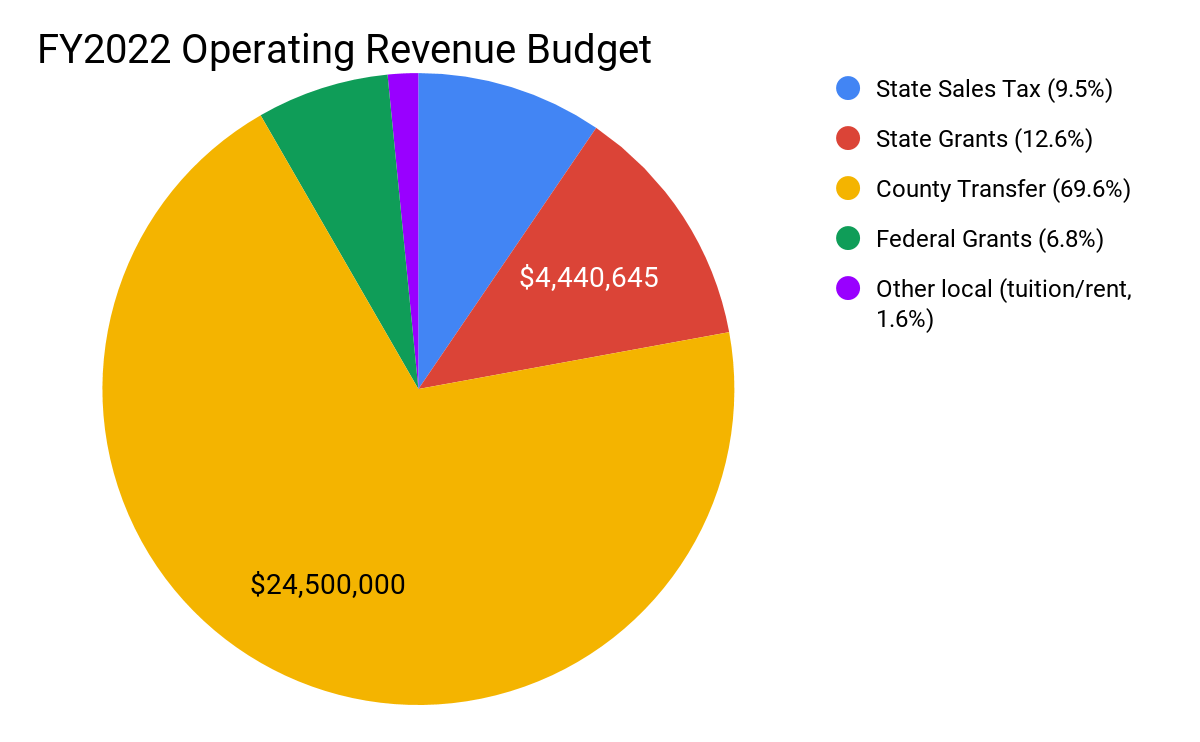 FY2022 Operating Revenue Budget
State Sales Tax (9.5%)
State Grants (12.6%)
County Transfer (69.6%)
Federal Grants (6.8%)
Other local (tuition/rent,
1.6%)
$4,440,645
$24,500,000